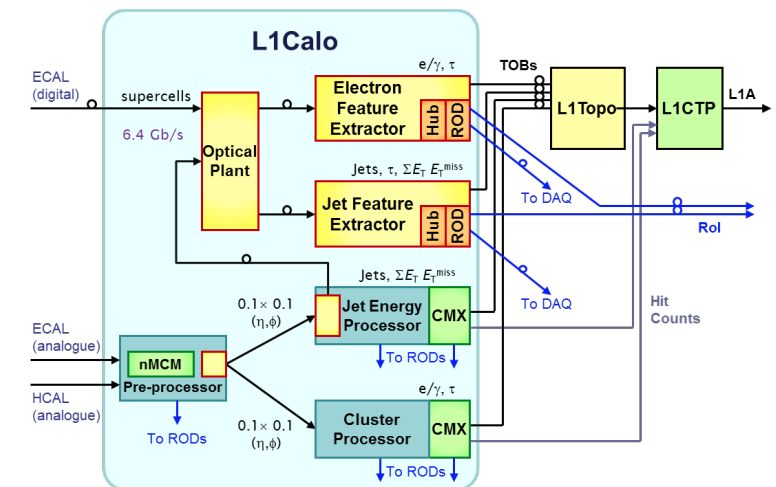 L1Calo
ECAL
(digital)
supercells
6.4 Gb/s
Optical
Plant
e/γ, τ
Electron
Feature
Extractor
Hub
ROD
TOBs
L1Topo
L1CTP
L1A
To DAQ
Jets, τ, ΣE_T E_T^miss
Jet Feature
Extractor
Hub
ROD
RoI
To DAQ
Jets, ΣE_T E_T^miss
0.1× 0.1
(η,ϕ)
Jet Energy
Processor
CMX
Hit
Counts
To RODs
ECAL
(analogue)
nMCM
Pre-processor
HCAL
(analogue)
To RODs
e/γ, τ
0.1× 0.1
(η,ϕ)
Cluster
Processor
CMX
To RODs